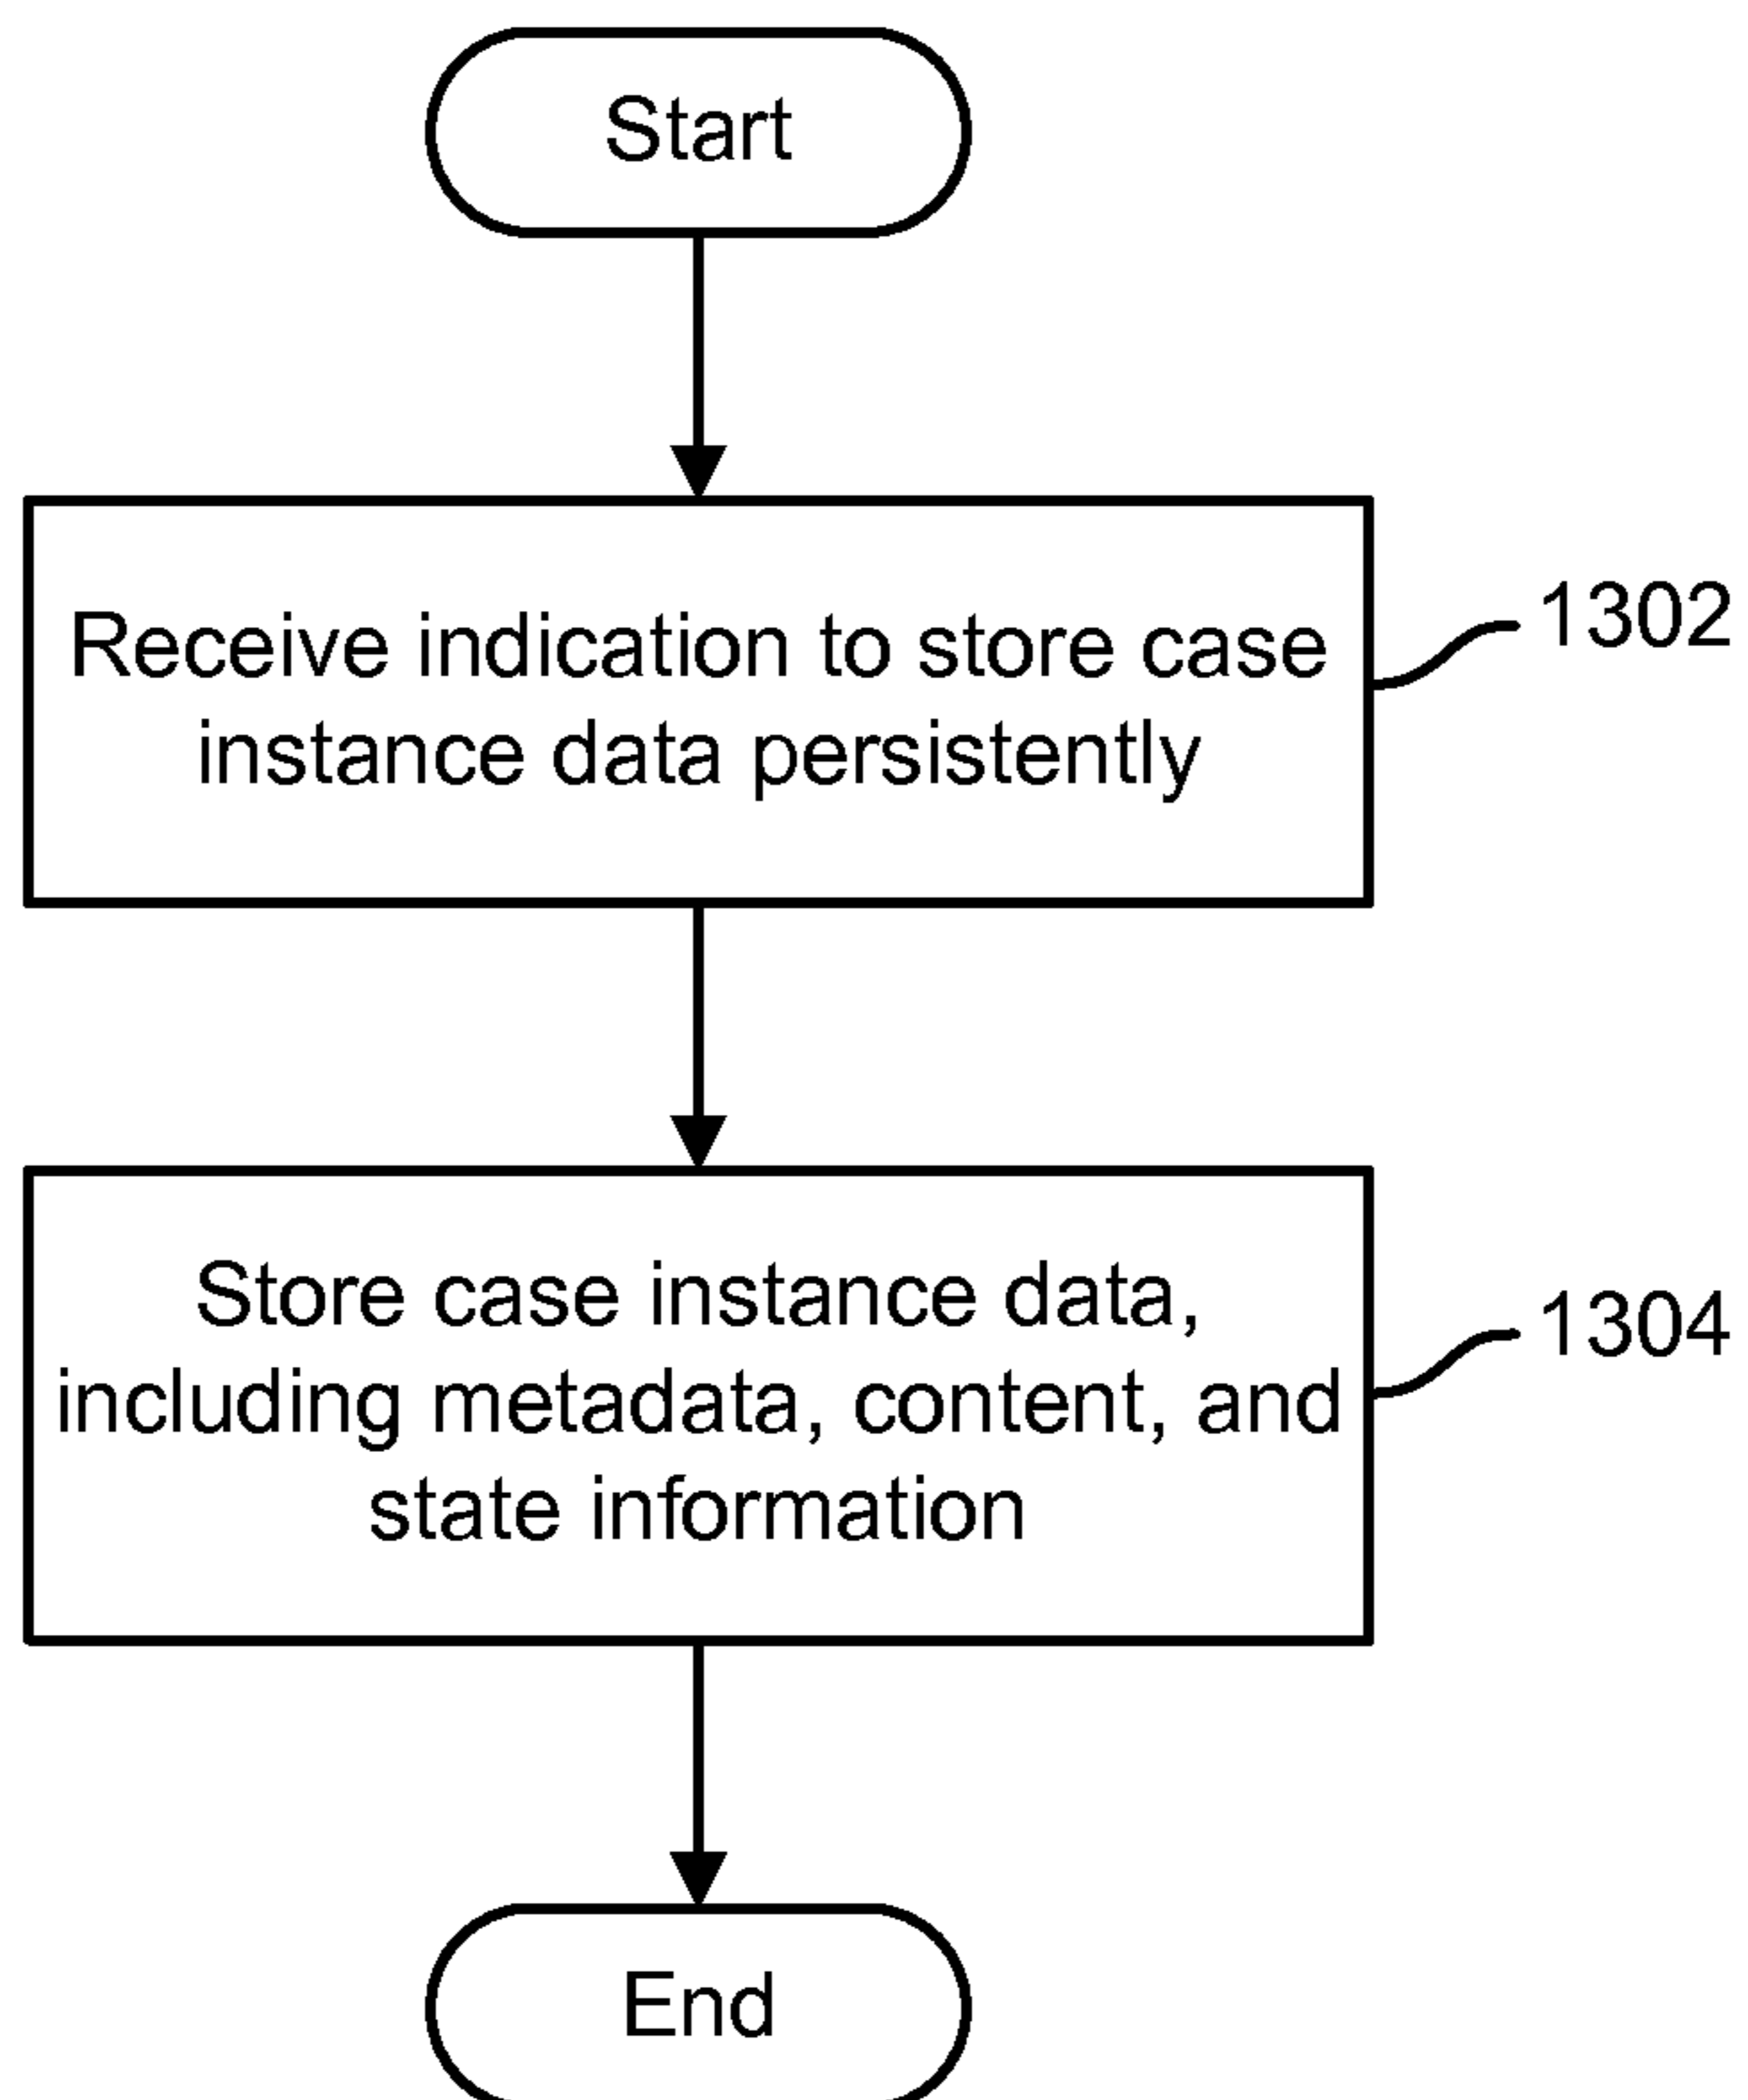 Start
Receive indication to store case
instance data persistently
1302
Store case instance data,
including metadata, content, and
state information
1304
End